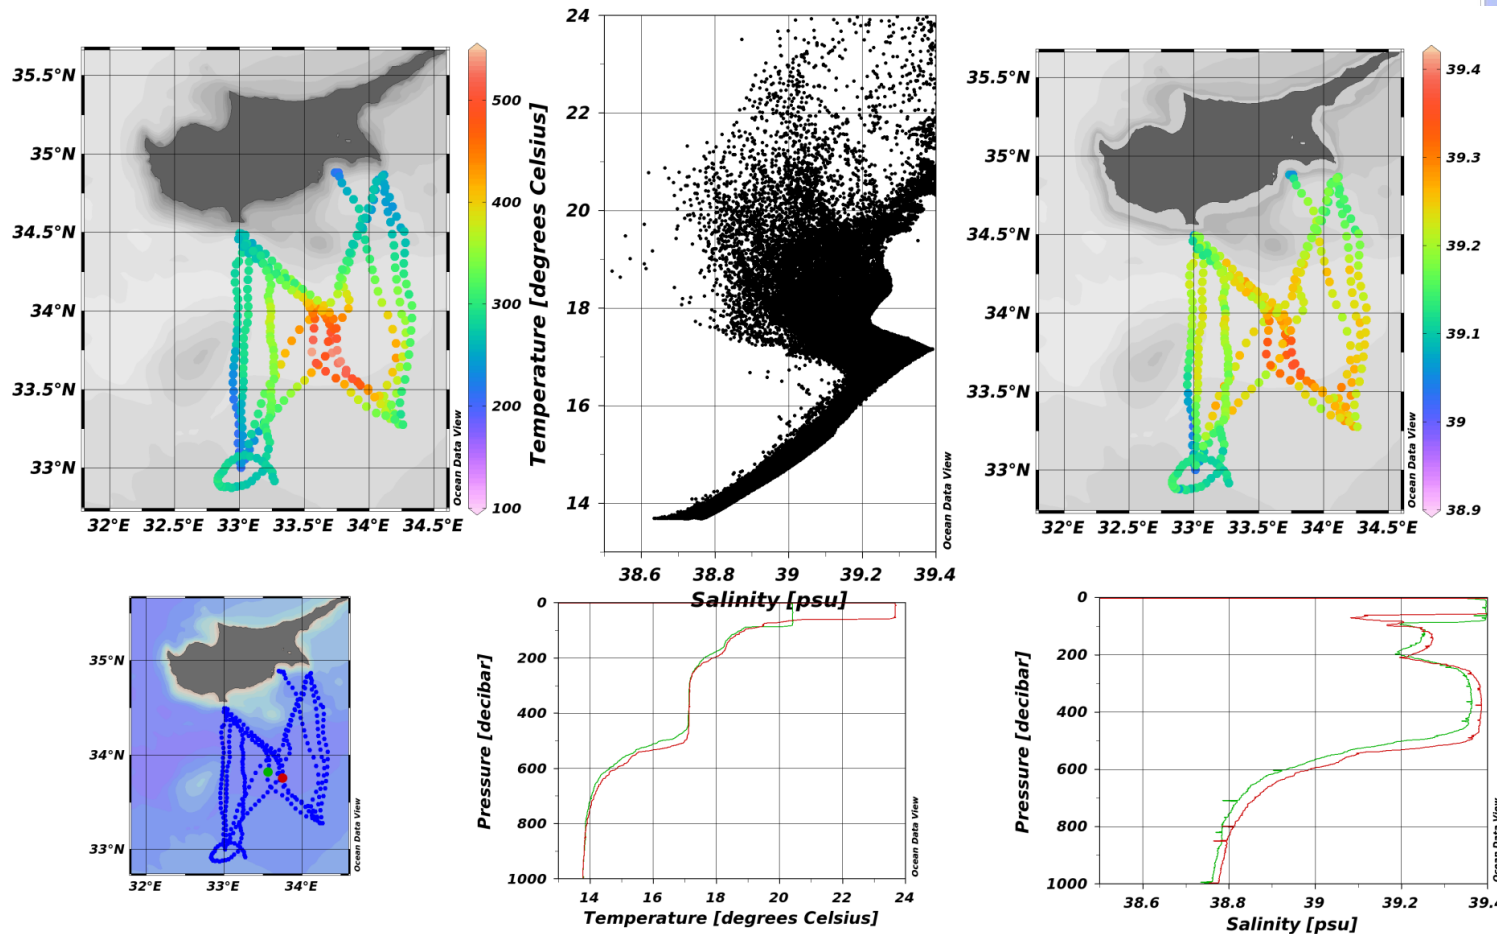 35.5°N
35°N
34.5°N
34°N
33.5°N
33°N
32°E
32.5°E
33°E
33.5°E
34°E
34.5°E
500
400
300
200
100
Ocean Data View
Temperature [degrees Celsius]
24
22
20
18
16
14
38.6
38.8
39
39.2
39.4
Salinity [psu]
Ocean Data View
35.5°N
35°N
34.5°N
34°N
33.5°N
33°N
32°E
32.5°E
33°E
33.5°E
34°E
34.5°E
39.4
39.3
39.2
39.1
39
38.9
Ocean Data View
35°N
34°N
33°N
32°E
33°E
34°E
Ocean Data View
Pressure [decibar]
0
200
400
600
800
1000
14
16
18
20
22
24
Temperature [degrees Celsius]
Ocean Data View
Pressure [decibar]
0
200
400
600
800
1000
38.6
38.8
39
39.2
39.4
Salinity [psu]
Ocean Data View